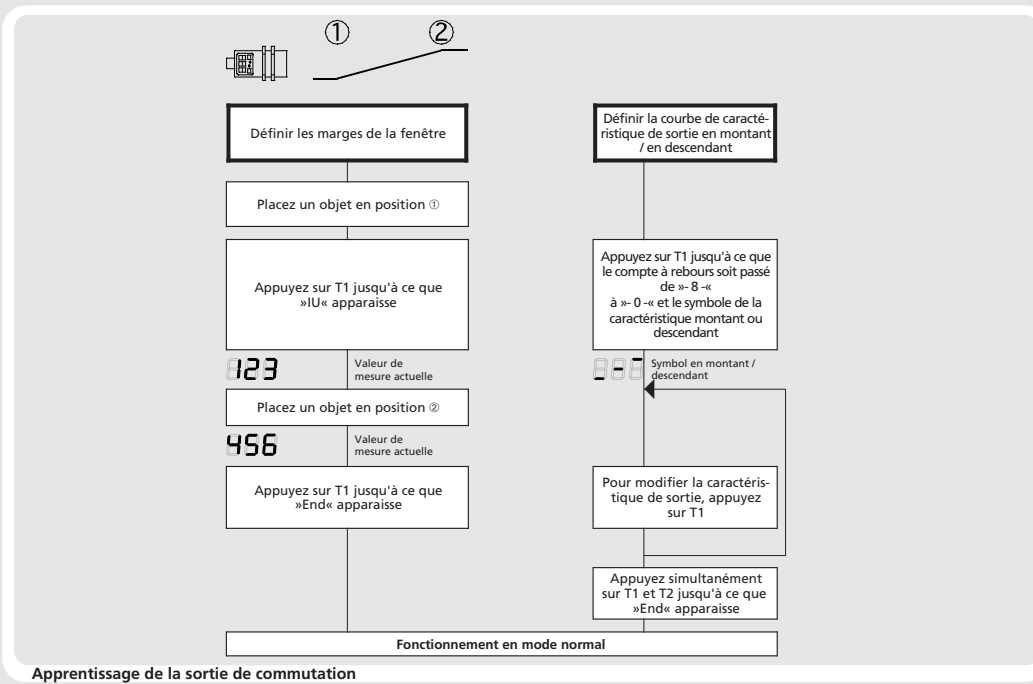 ① ②
Définir les marges de la fenêtre
Placez un objet en position ①
Appuyez sur T1 jusqu'à ce que
»IU« apparaisse
123
Valeur de
mesure actuelle
Placez un objet en position ②
456
Valeur de
mesure actuelle
Appuyez sur T1 jusqu'à ce que
»End« apparaisse
Définir la courbe de caracté-
ristique de sortie en montant
/ en descendant
Appuyez sur T1 jusqu'à ce que
le compte à rebours soit passé
de »- 8 -«
à »- 0 -« et le symbole de la
caractéristique montant ou
descendant
Symbol en montant /
descendant
Pour modifier la caractéris-
tique de sortie, appuyez
sur T1
Appuyez simultanément
sur T1 et T2 jusqu'à ce que
»End« apparaisse
Fonctionnement en mode normal
Apprentissage de la sortie de commutation